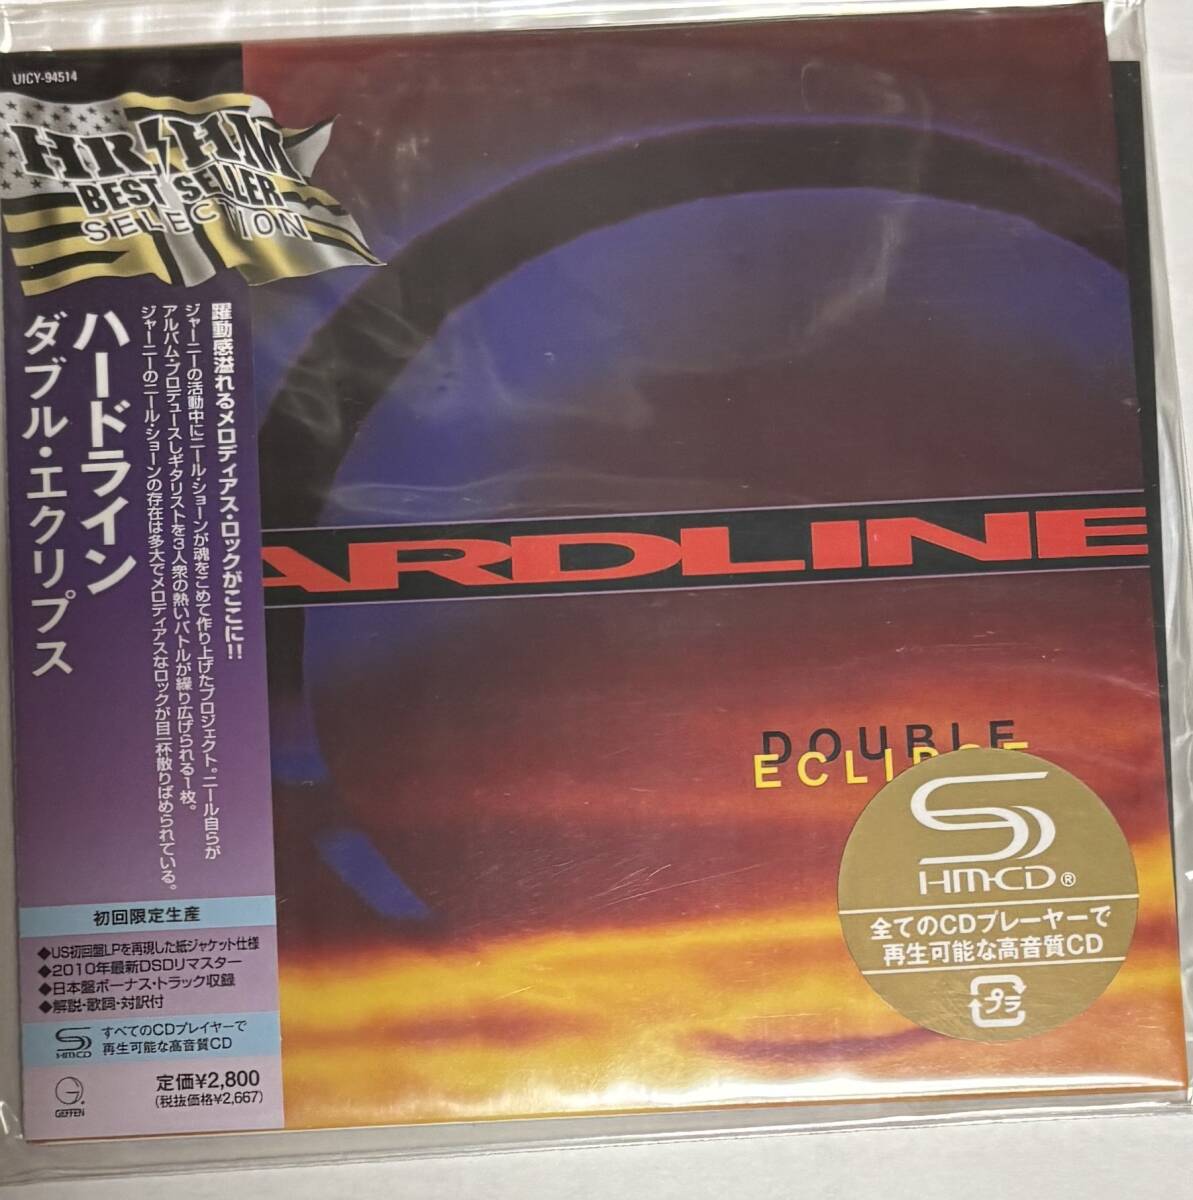 UICY-94514
HR/HM
BEST SELLER
SELECTION
ハードライン
ダブル・エクリプス
躍動感溢れるメロディアス・ロックがここに!!
ジャーニーの活動中にニール・ショーンが魂をこめて作り上げたプロジェクト。ニール自らが
アルバム・プロデュースしギタリストを3人衆の熱いバトルが繰り広げられる1枚。
ジャーニーのニール・ショーンの存在は多大でメロディアスなロックが目一杯散りばめられている。
初回限定生産
◆US初回盤LPを再現した紙ジャケット仕様
◆2010年最新DSDリマスター
◆日本盤ボーナス・トラック収録
◆解説・歌詞・対訳付
HM-CD
すべてのCDプレイヤーで
再生可能な高音質CD
GEFFEN
定価¥2,800
(税抜価格¥2,667)
ARDLINE
DOUBLE
ECLIPSE
HM-CD®
全てのCDプレーヤーで
再生可能な高音質CD
プラ